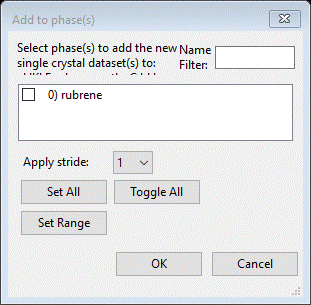 Add to phase(s)
Select phase(s) to add the new
single crystal dataset(s) to:
Name
Filter:
0) rubrene
Apply stride:
1
Set All
Toggle All
Set Range
OK
Cancel